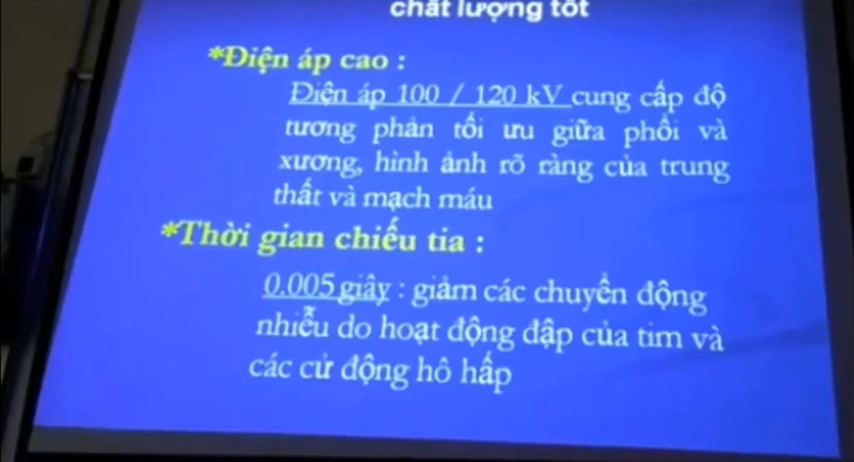 chất lượng tốt
*Điện áp cao :
Điện áp 100 / 120 kV cung cấp độ
tương phản tối ưu giữa phổi và
xương, hình ảnh rõ ràng của trung
thất và mạch máu
*Thời gian chiếu tia :
0.005 giây : giảm các chuyển động
nhiễu do hoạt động đập của tim và
các cử động hô hấp